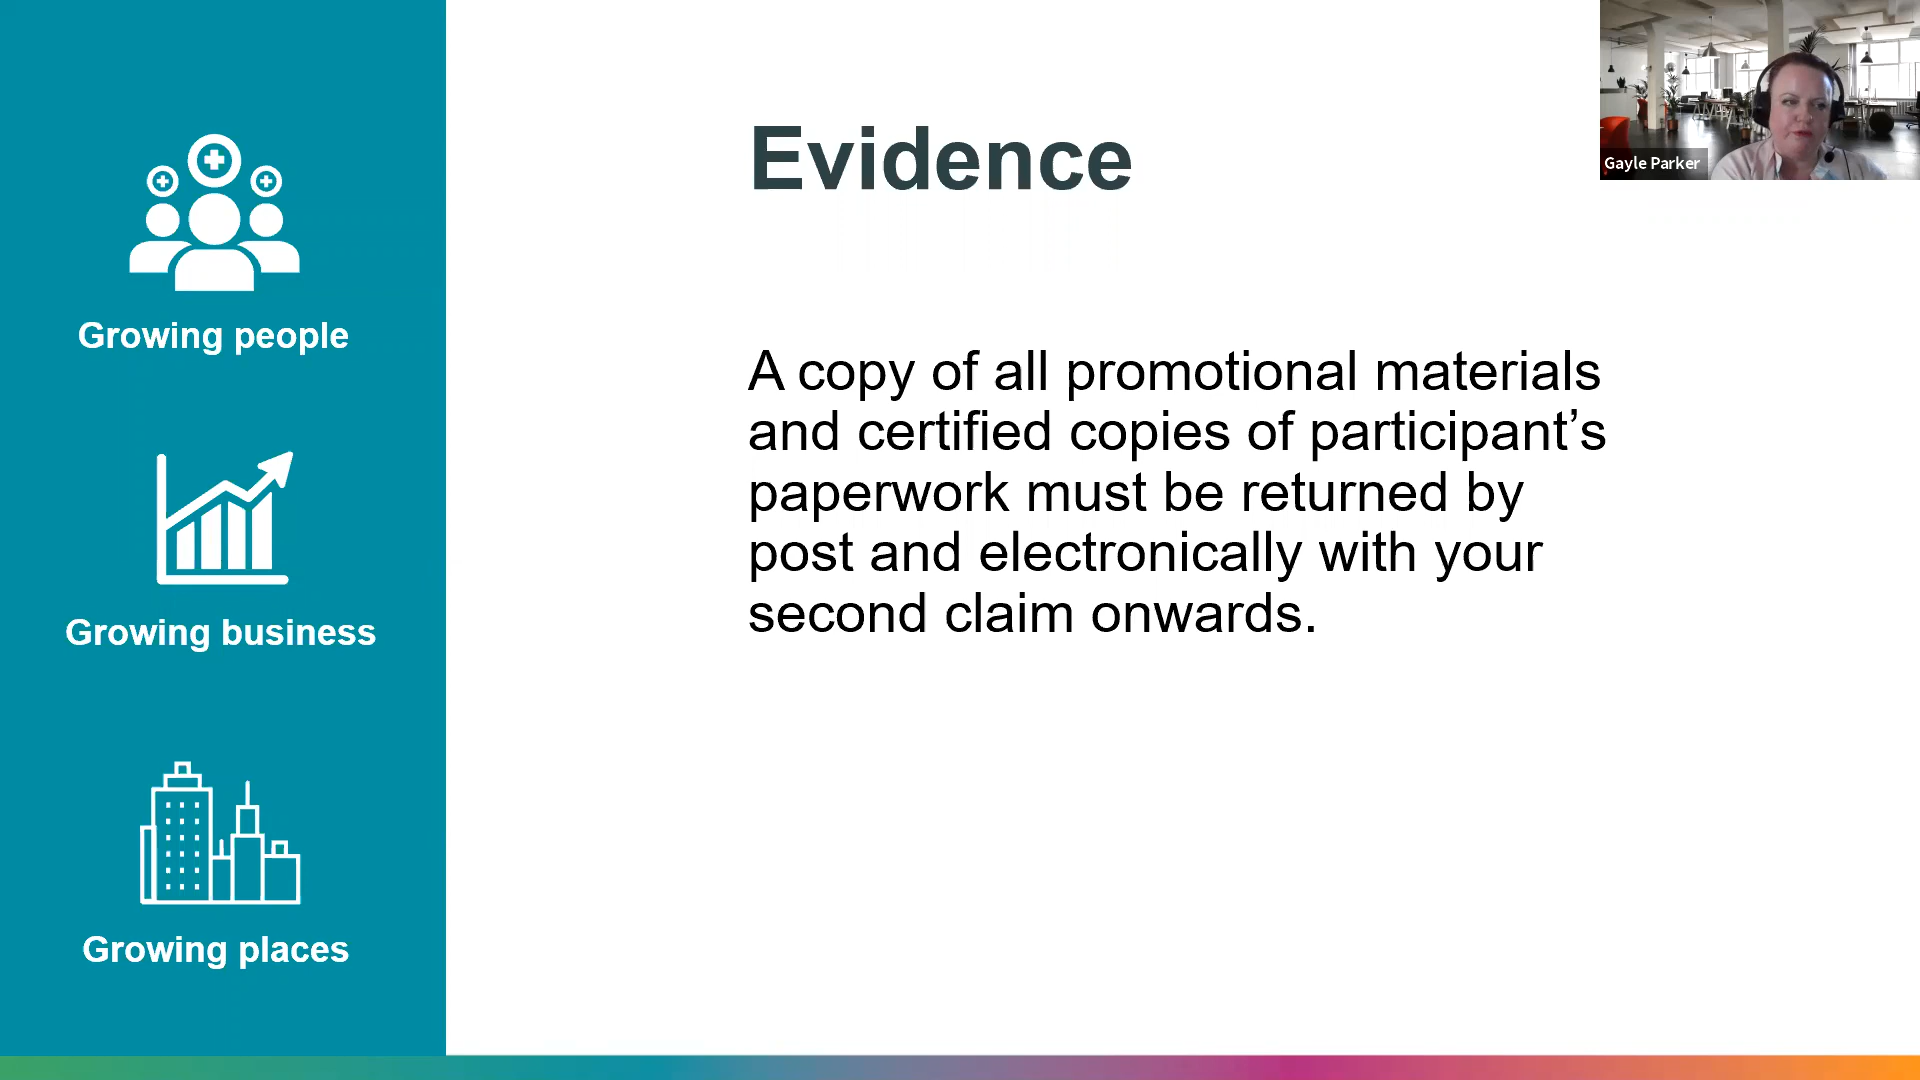 Growing people
Growing business
Growing places
Evidence
A copy of all promotional materials
and certified copies of participant’s
paperwork must be returned by
post and electronically with your
second claim onwards.
Gayle Parker